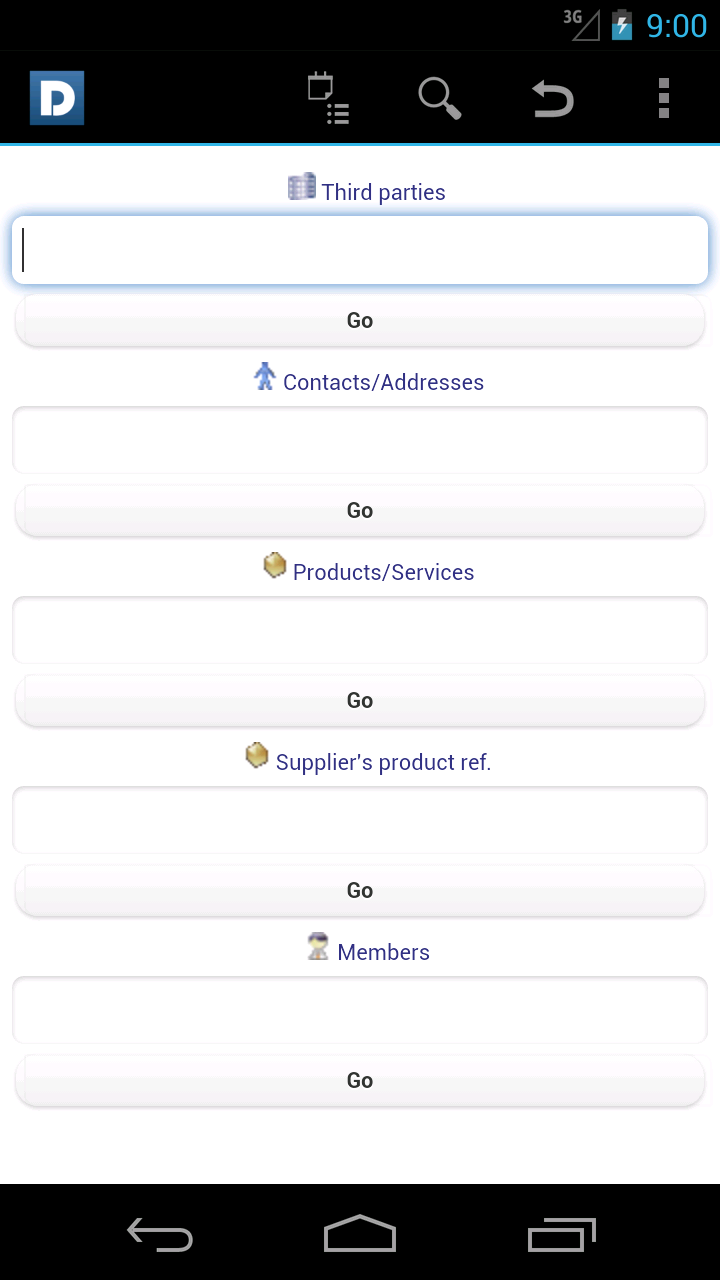 3G 9:00
D
Third parties
Go
Contacts/Addresses
Go
Products/Services
Go
Supplier's product ref.
Go
Members
Go